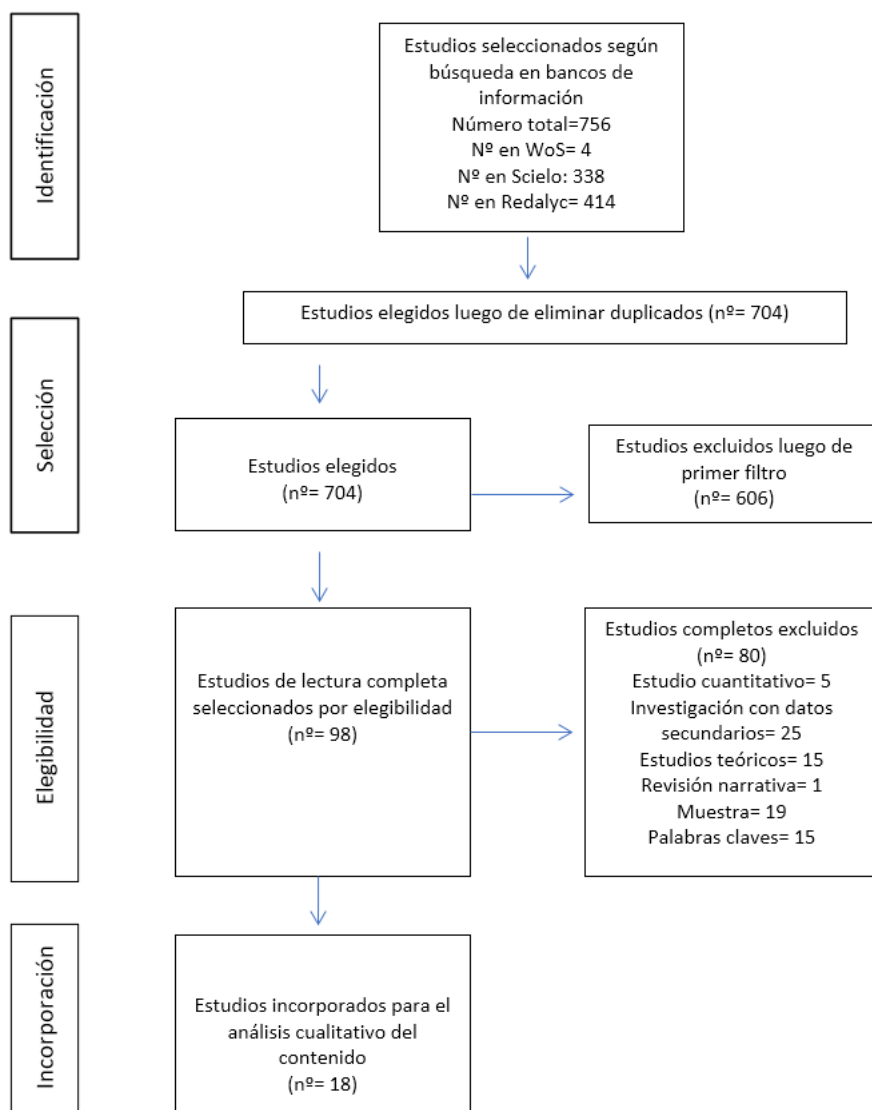 Identificación
Estudios seleccionados según
búsqueda en bancos de
información
Número total=756
Nº en WoS= 4
Nº en Scielo: 338
Nº en Redalyc= 414
Estudios elegidos luego de eliminar duplicados (nº= 704)
Selección
Estudios elegidos
(nº= 704)
Estudios excluidos luego de
primer filtro
(nº= 606)
Elegibilidad
Estudios de lectura completa
seleccionados por elegibilidad
(nº= 98)
Estudios completos excluidos
(nº= 80)
Estudio cuantitativo= 5
Investigación con datos
secundarios= 25
Estudios teóricos= 15
Revisión narrativa= 1
Muestra= 19
Palabras claves= 15
Incorporación
Estudios incorporados para el
análisis cualitativo del
contenido
(nº= 18)